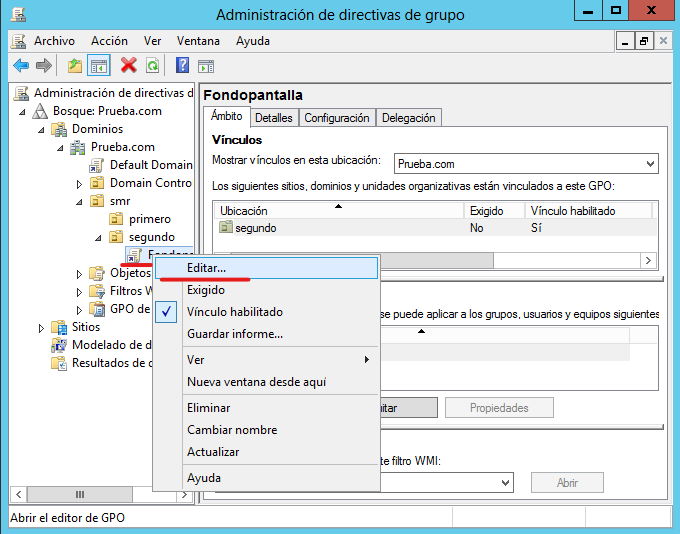 Administración de directivas de grupo
Archivo Acción Ver Ventana Ayuda
Administración de directivas d
Bosque: Prueba.com
Dominios
Prueba.com
Default Domain
Domain Contro
smr
primero
segundo
Fondopa
Objetos
Filtros W
GPO de
Sitios
Modelado de d
Resultados de d
Editar...
Exigido
Vínculo habilitado
Guardar informe...
Ver
Nueva ventana desde aquí
Eliminar
Cambiar nombre
Actualizar
Ayuda
Fondopantalla
Ámbito Detalles Configuración Delegación
Vínculos
Mostrar vínculos en esta ubicación: Prueba.com
Los siguientes sitios, dominios y unidades organizativas están vinculados a este GPO:
Ubicación Exigido Vínculo habilitado
segundo No Sí
se puede aplicar a los grupos, usuarios y equipos siguientes
itar Propiedades
te filtro WMI:
Abrir
Abrir el editor de GPO